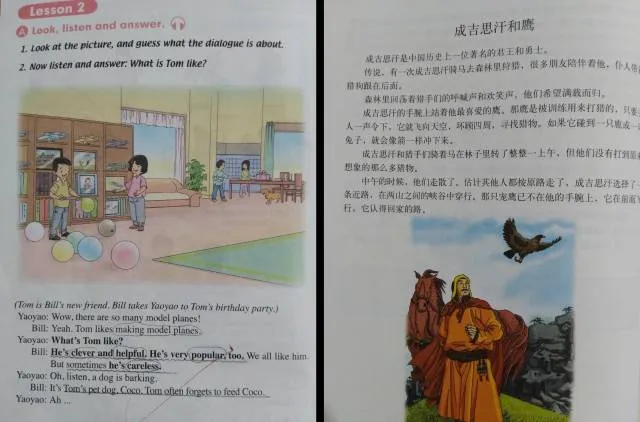 Lesson 2
A Look, listen and answer.
1. Look at the picture, and guess what the dialogue is about.
2. Now listen and answer: What is Tom like?
(Tom is Bill's new friend. Bill takes Yaoyao to Tom's birthday party.)
Yaoyao: Wow, there are so many model planes!
Bill: Yeah. Tom likes making model planes.
Yaoyao: What's Tom like?
Bill: He's clever and helpful. He's very popular, too. We all like him.
But sometimes he's careless.
Yaoyao: Oh, listen, a dog is barking.
Bill: It's Tom's pet dog, Coco. Tom often forgets to feed Coco.
Yaoyao: Ah ...
成吉思汗和鹰
成吉思汗是中国历史上一位著名的君王和勇士。
传说,有一次成吉思汗骑马去森林里狩猎,很多朋友陪伴着他,仆人
猎狗跟在后面。
森林里回荡着猎手们的呼喊声和欢笑声,他们希望满载而归。
成吉思汗的手腕上站着他最喜爱的鹰。那鹰是被训练用来打猎的,只要
人一声令下,它就飞向天空,环顾四周,寻找猎物。如果它碰到一只鹿或一
兔子,就会像箭一样冲下来。
成吉思汗和猎手们骑着马在林子里转了整整一上午,但他们没有打到
想象的那么多猎物。
中午的时候,他们走散了。估计其他人都按原路走了,成吉思汗选择了一
条近路,在两山之间的峡谷中穿行。那只宠鹰已不在他的手腕上,它在前面
行,它认得回家的路。